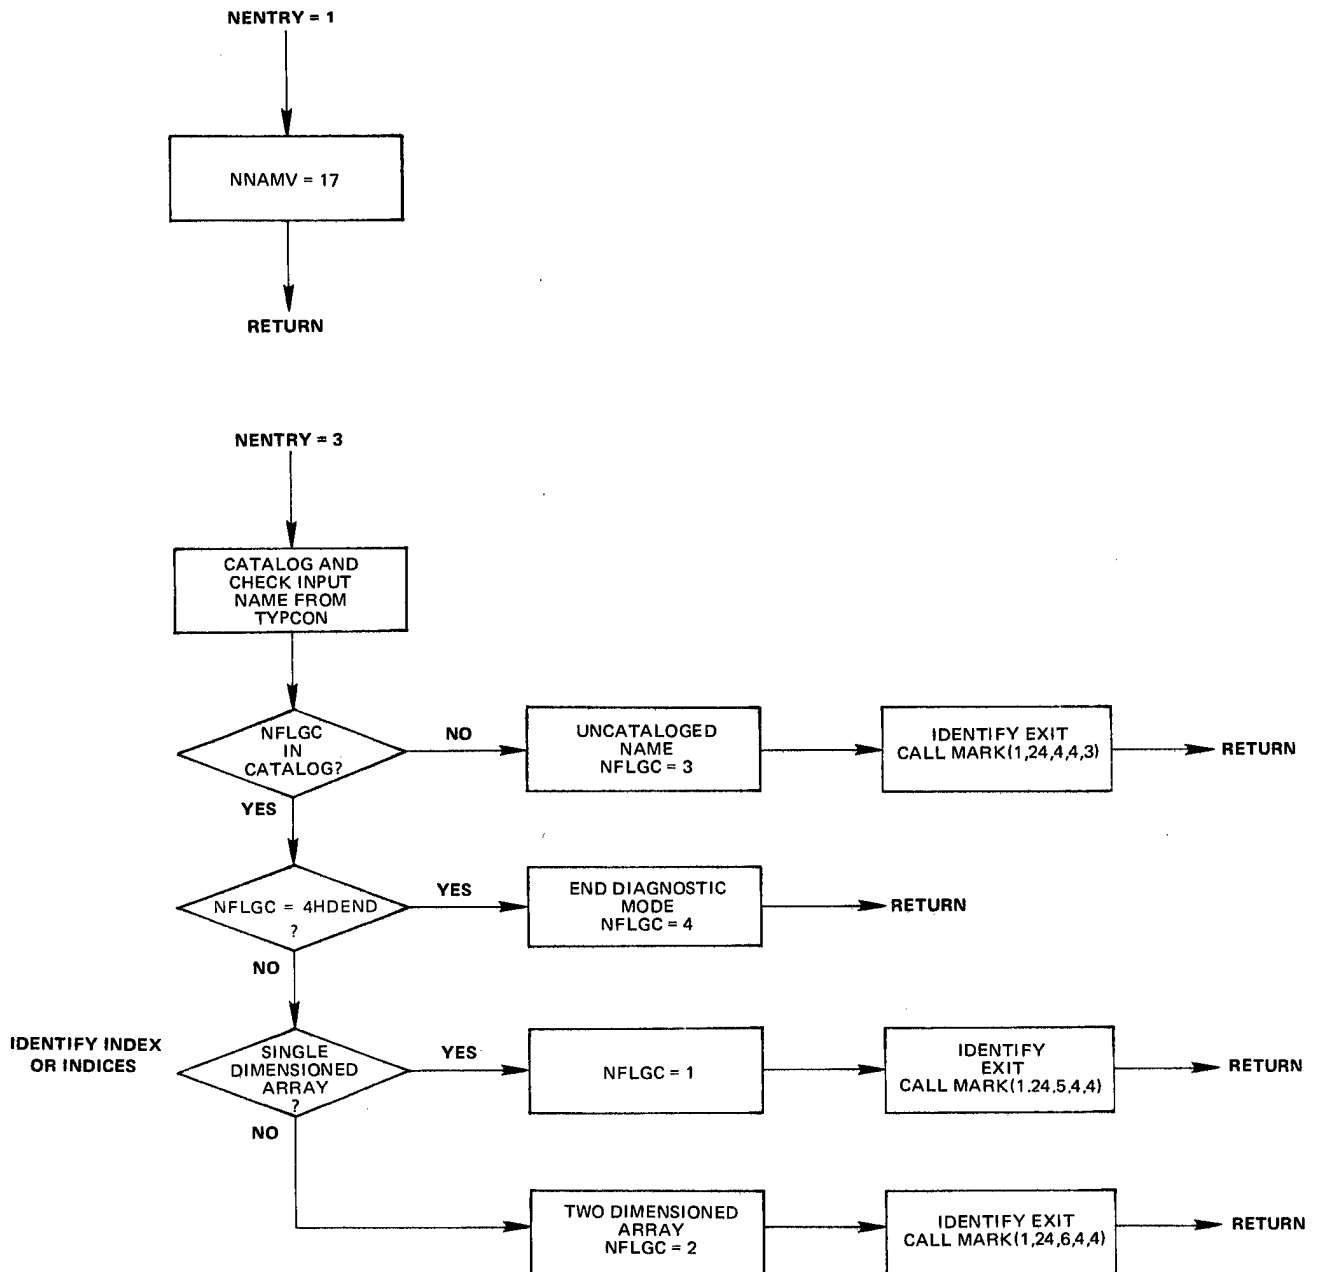 NENTRY = 1
NNAMV = 17
RETURN
NENTRY = 3
CATALOG AND
CHECK INPUT
NAME FROM
TYPCON
NFLGC
IN
CATALOG?
NO
UNCATALOGED
NAME
NFLGC = 3
IDENTIFY EXIT
CALL MARK(1,24,4,4,3)
RETURN
YES
NFLGC = 4HDEND
?
YES
END DIAGNOSTIC
MODE
NFLGC = 4
RETURN
NO
IDENTIFY INDEX
OR INDICES
SINGLE
DIMENSIONED
ARRAY
?
YES
NFLGC = 1
IDENTIFY
EXIT
CALL MARK(1.24,5,4,4)
RETURN
NO
TWO DIMENSIONED
ARRAY
NFLGC = 2
IDENTIFY EXIT
CALL MARK(1,24,6,4,4)
RETURN